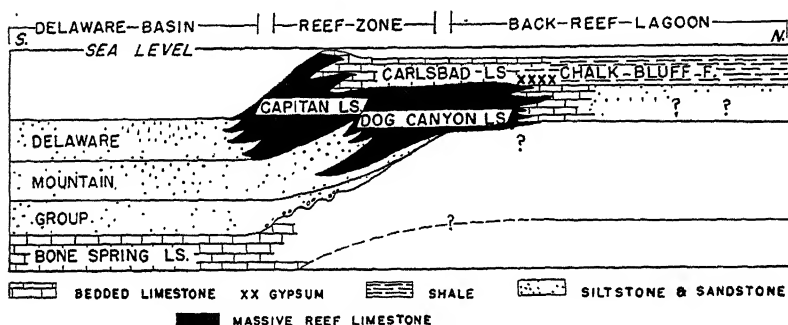 DELAWARE-BASIN REEF-ZONE BACK-REEF-LAGOON
S. N.
SEA LEVEL
CARLSBAD-LS. XXXX CHALK-BLUFF-F.
CAPITAN LS.
DOG CANYON LS.
? ?
DELAWARE
?
MOUNTAIN
GROUP
?
BONE SPRING LS.
BEDDED LIMESTONE XX GYPSUM SHALE SILTSTONE & SANDSTONE
MASSIVE REEF LIMESTONE